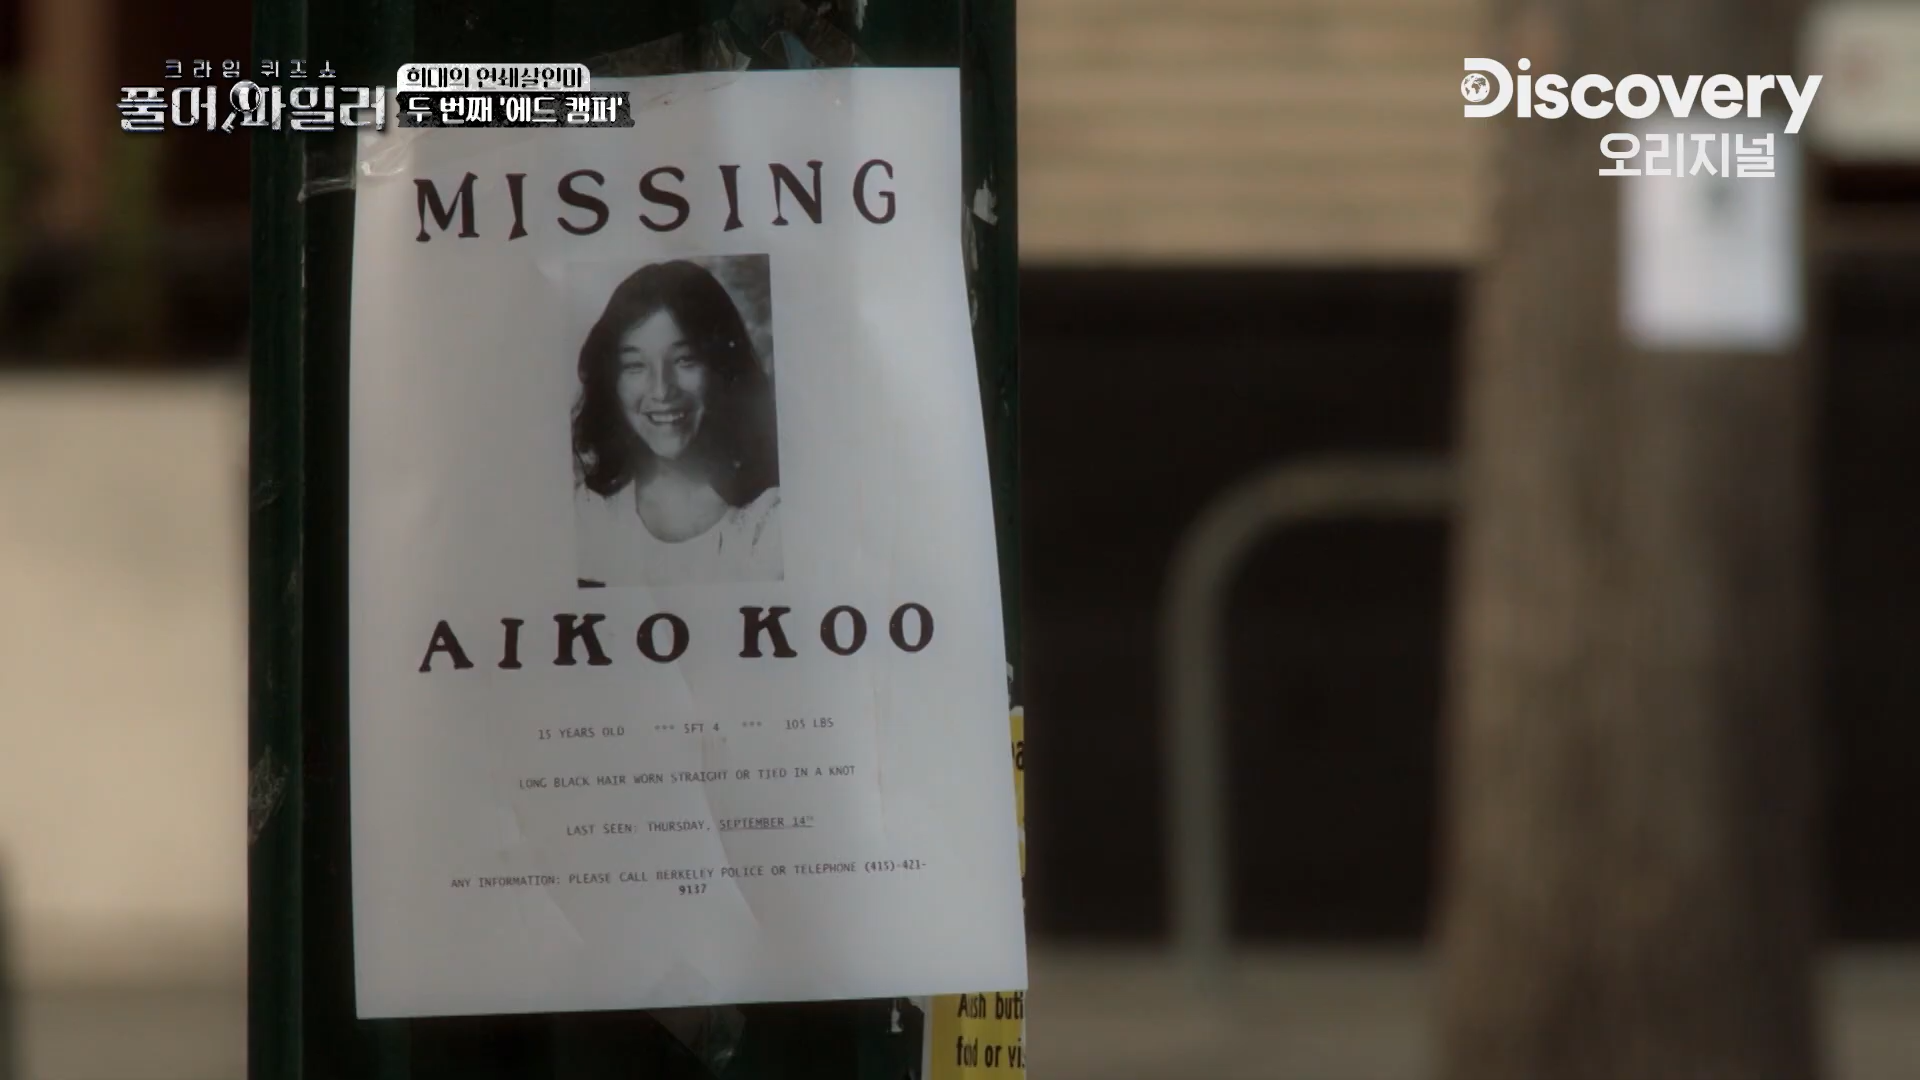 크라임 퀴즈쇼
풀어파일러
희대의 연쇄살인마
두 번째 '에드 캠퍼'
Discovery
오리지널
MISSING
AIKO KOO
15 YEARS OLD *** 5FT 4 *** 105 LBS
LONG BLACK HAIR WORN STRAIGHT OR TIED IN A KNOT
LAST SEEN: THURSDAY, SEPTEMBER 14TH
ANY INFORMATION: PLEASE CALL BERKELEY POLICE OR TELEPHONE (415)-421-
9137
or